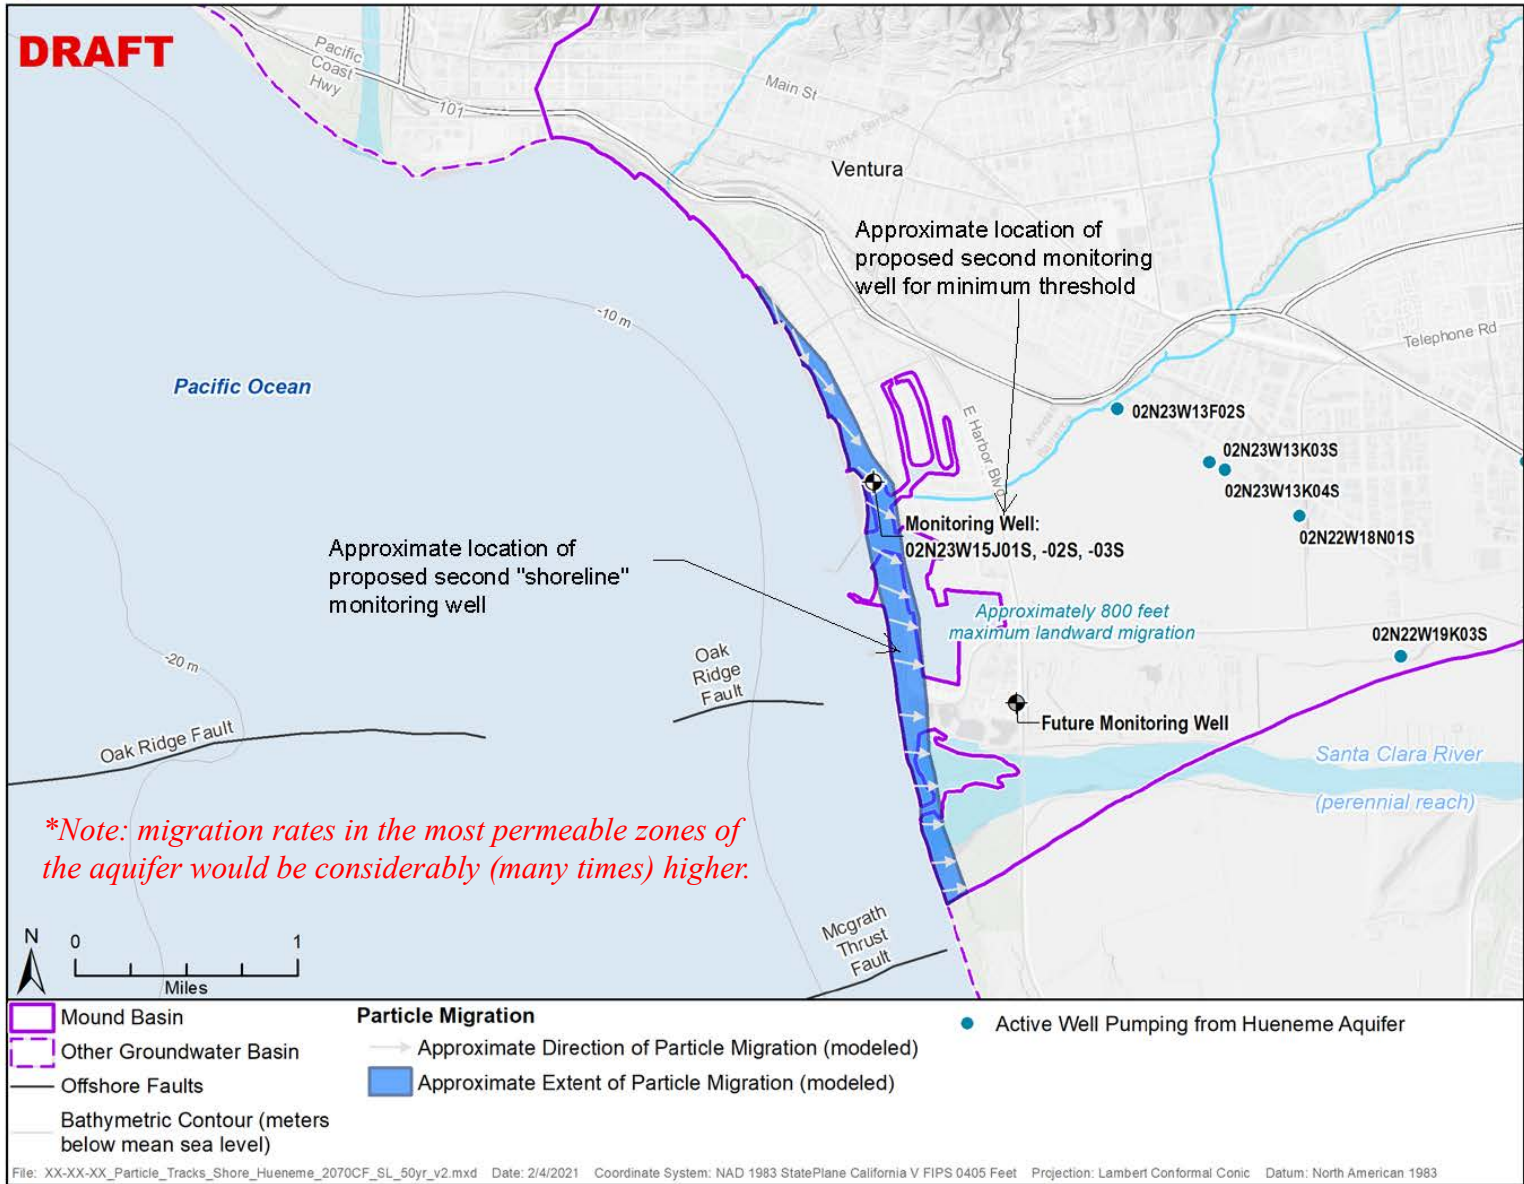 DRAFT
Pacific
Coast
Hwy
101
Main St
Ventura
Approximate location of
proposed second monitoring
well for minimum threshold
-10 m
Telephone Rd
Pacific Ocean
E Harbor Blvd
02N23W13F02S
02N23W13K03S
02N23W13K04S
02N22W18N01S
Monitoring Well:
02N23W15J01S, -02S, -03S
Approximate location of
proposed second "shoreline"
monitoring well
Approximately 800 feet
maximum landward migration
02N22W19K03S
-20 m
Oak
Ridge
Fault
Oak Ridge Fault
Future Monitoring Well
Santa Clara River
(perennial reach)
*Note: migration rates in the most permeable zones of
the aquifer would be considerably (many times) higher.
Mcgrath
Thrust
Fault
N
0 1
Miles
Mound Basin
Other Groundwater Basin
Offshore Faults
Bathymetric Contour (meters
below mean sea level)
Particle Migration
Approximate Direction of Particle Migration (modeled)
Approximate Extent of Particle Migration (modeled)
Active Well Pumping from Hueneme Aquifer
File: XX-XX-XX_Particle_Tracks_Shore_Hueneme_2070CF_SL_50yr_v2.mxd Date: 2/4/2021 Coordinate System: NAD 1983 StatePlane California V FIPS 0405 Feet Projection: Lambert Conformal Conic Datum: North American 1983